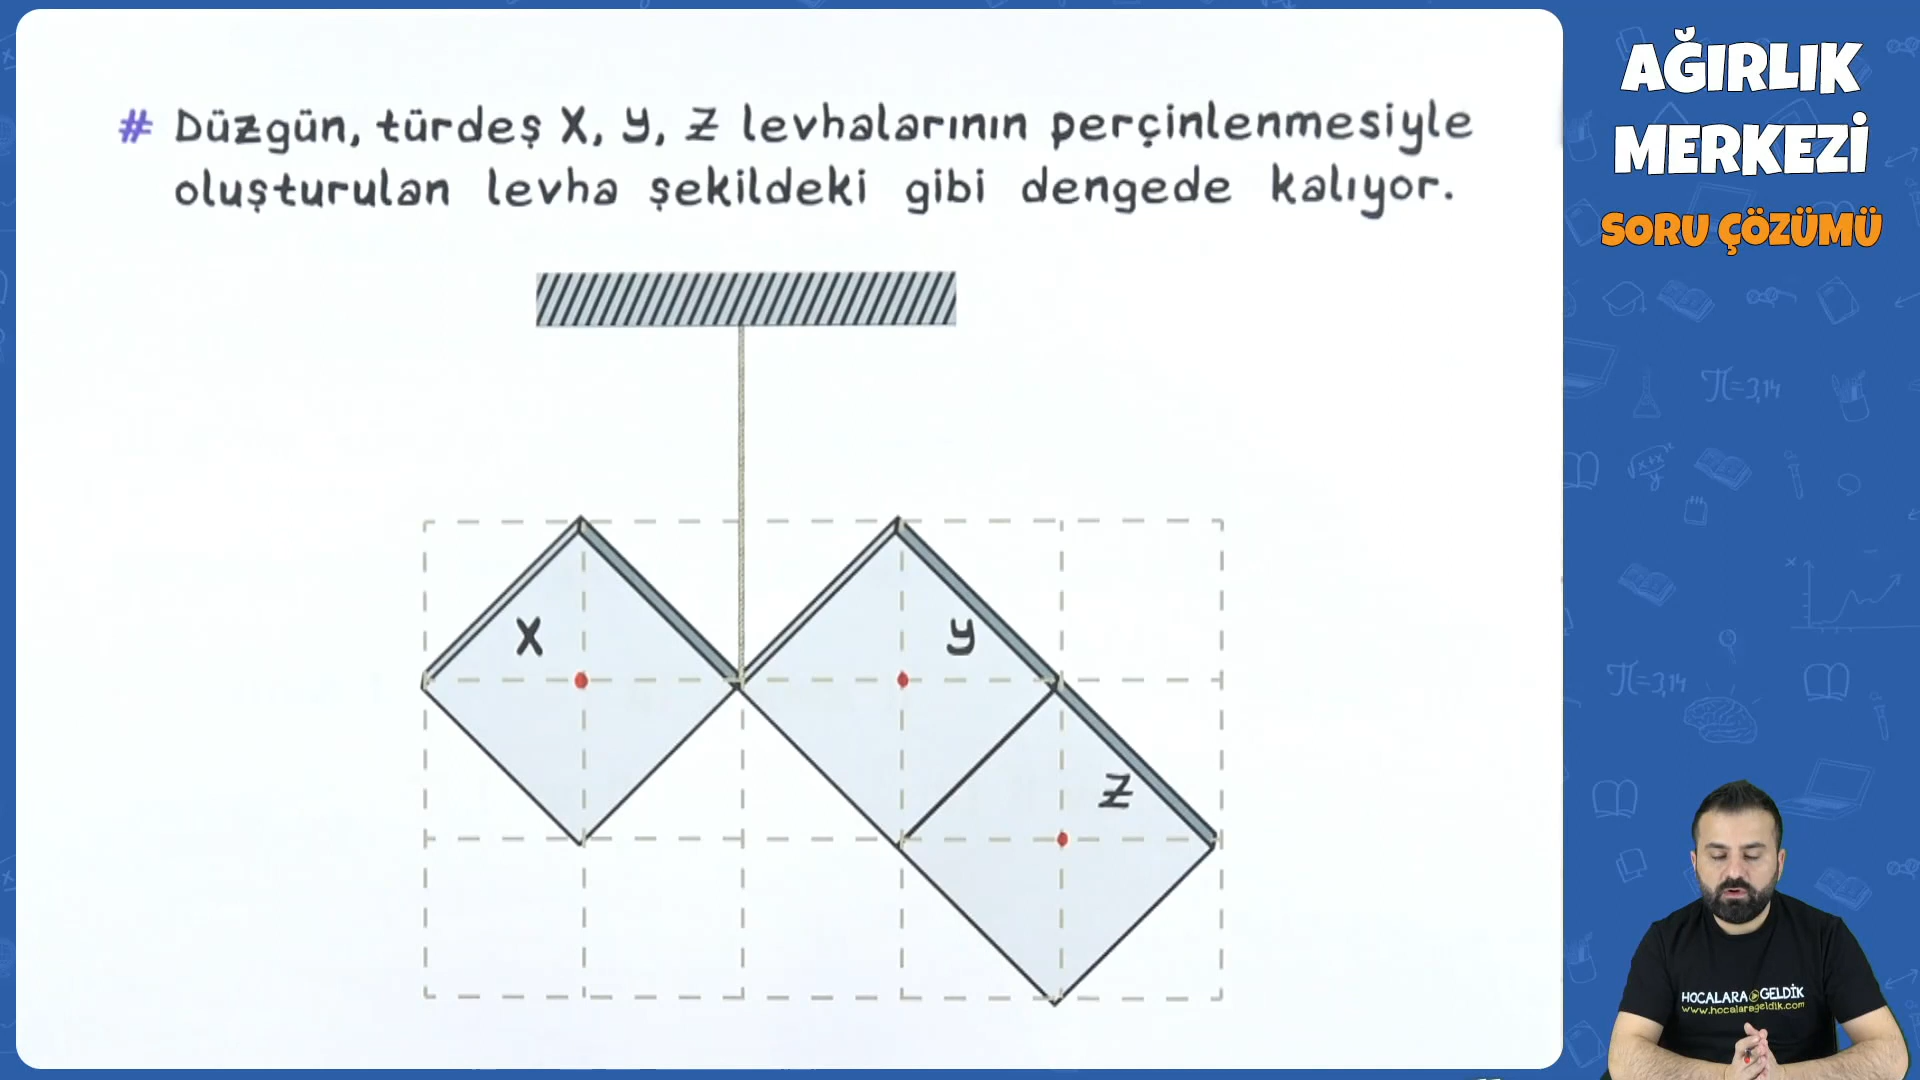 # Düzgün, türdeş X, Y, Z levhalarının perçinlenmesiyle
oluşturulan levha şekildeki gibi dengede kalıyor.
X
Y
Z
AĞIRLIK
MERKEZİ
SORU ÇÖZÜMÜ
π=3,14
π=3,14
HOCALARA GELDİK
www.hocalarageldik.com